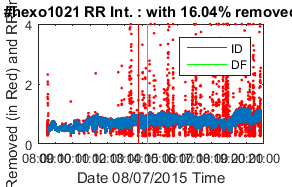 #hexo1021 RR Int. : with 16.04% removed
Removed (in Red) and RR In
4
2
0
ID
DF
Date 08/07/2015 Time